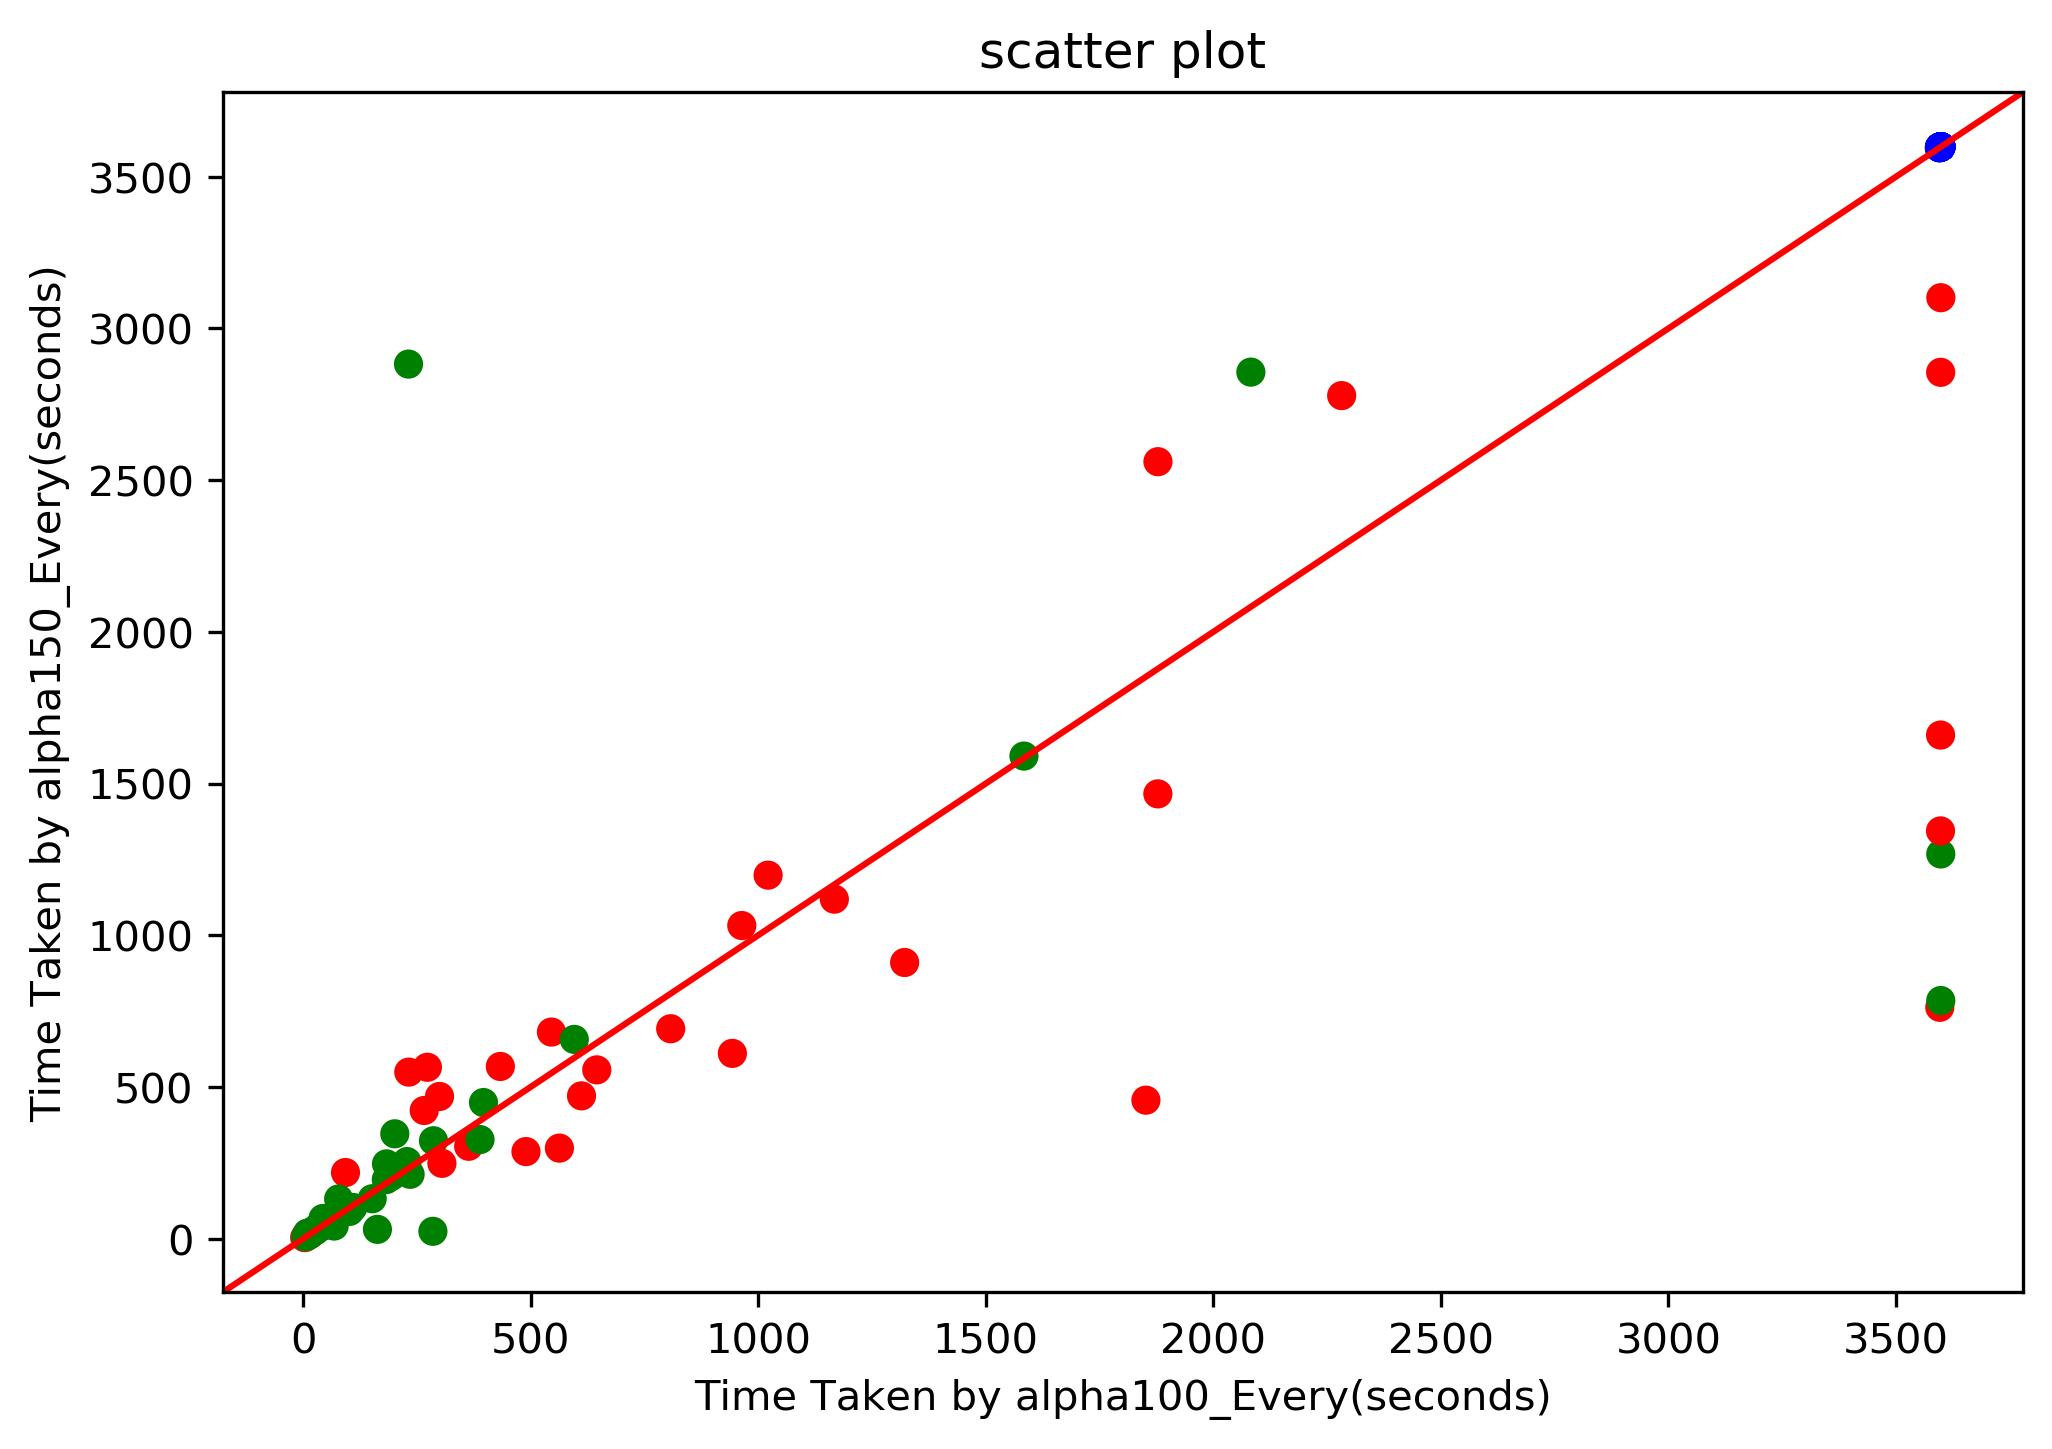 scatter plot
Time Taken by alpha150_Every(seconds)
3500
3000
2500
2000
1500
1000
500
0
0 500 1000 1500 2000 2500 3000 3500
Time Taken by alpha100_Every(seconds)